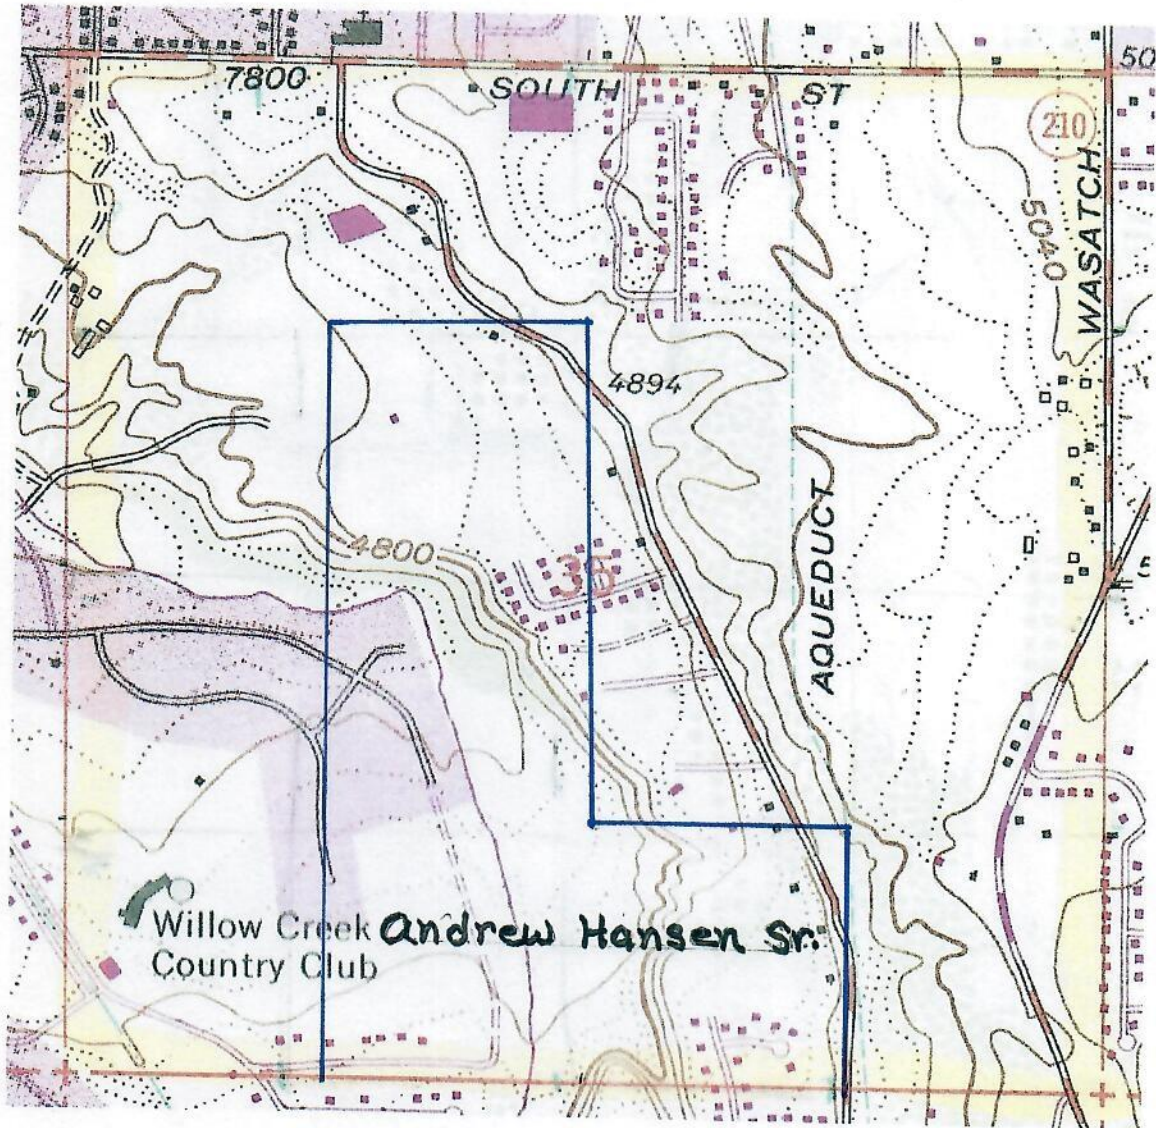 7800 SOUTH ST
50
210
WASATCH
5040
4894
4800
35
AQUEDUCT
Willow Creek
Country Club
Andrew Hansen Sr.